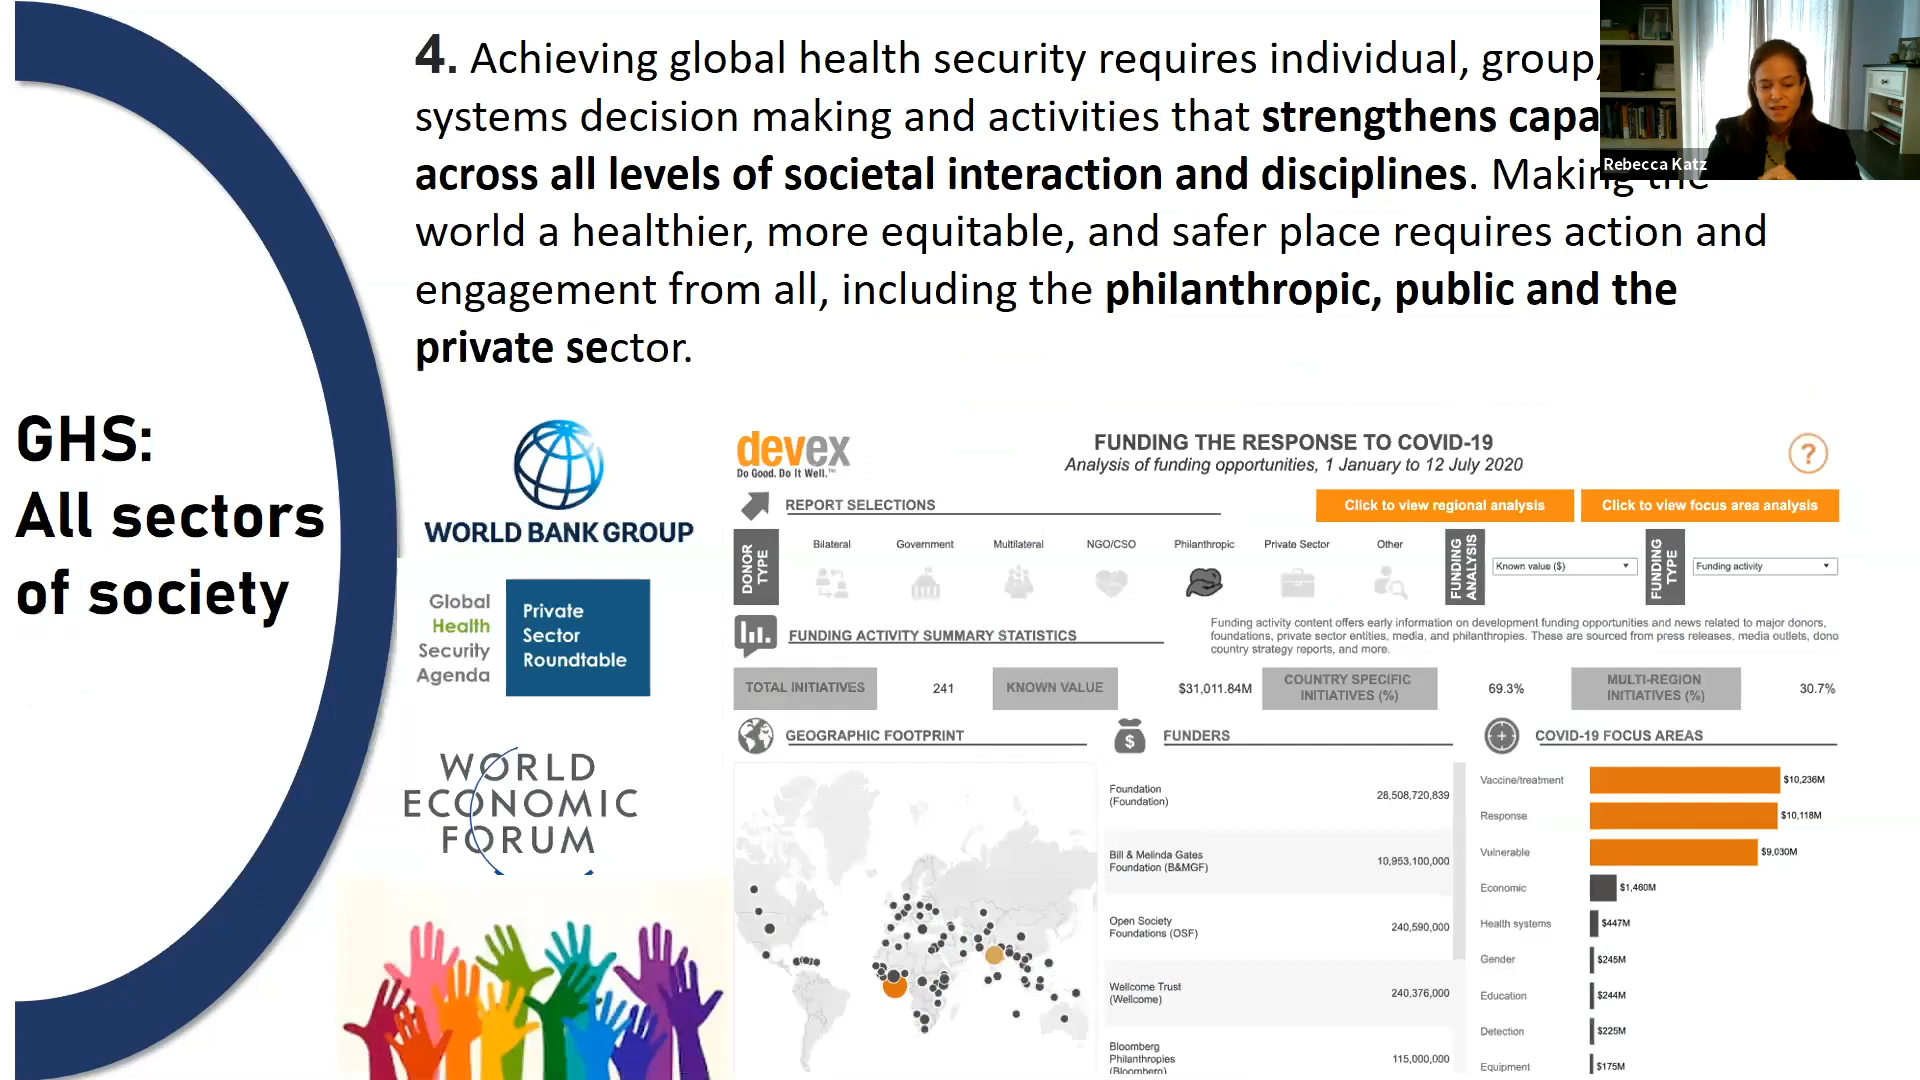 4. Achieving global health security requires individual, group,
systems decision making and activities that strengthens capa
across all levels of societal interaction and disciplines. Making the
world a healthier, more equitable, and safer place requires action and
engagement from all, including the philanthropic, public and the
private sector.
Rebecca Katz
GHS:
All sectors
of society
WORLD BANK GROUP
Global
Health
Security
Agenda
Private
Sector
Roundtable
WORLD
ECONOMIC
FORUM
devex
Do Good. Do It Well.™
FUNDING THE RESPONSE TO COVID-19
Analysis of funding opportunities, 1 January to 12 July 2020
?
REPORT SELECTIONS
Click to view regional analysis
Click to view focus area analysis
DONOR
TYPE
Bilateral
Government
Multilateral
NGO/CSO
Philanthropic
Private Sector
Other
FUNDING
ANALYSIS
Known value ($)
FUNDING
TYPE
Funding activity
FUNDING ACTIVITY SUMMARY STATISTICS
Funding activity content offers early information on development funding opportunities and news related to major donors,
foundations, private sector entities, media, and philanthropies. These are sourced from press releases, media outlets, dono
country strategy reports, and more.
TOTAL INITIATIVES
241
KNOWN VALUE
$31,011.84M
COUNTRY SPECIFIC
INITIATIVES (%)
69.3%
MULTI-REGION
INITIATIVES (%)
30.7%
GEOGRAPHIC FOOTPRINT
$
FUNDERS
Foundation
(Foundation)
28,508,720,839
Bill & Melinda Gates
Foundation (B&MGF)
10,953,100,000
Open Society
Foundations (OSF)
240,590,000
Wellcome Trust
(Wellcome)
240,376,000
Bloomberg
Philanthropies
(Bloomberg)
115,000,000
COVID-19 FOCUS AREAS
Vaccine/treatment
$10,236M
Response
$10,118M
Vulnerable
$9,030M
Economic
$1,460M
Health systems
$447M
Gender
$245M
Education
$244M
Detection
$225M
Equipment
$175M